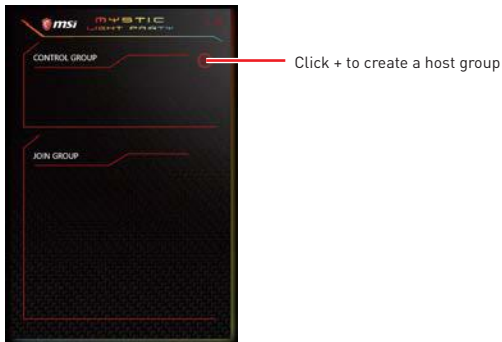 msi MYSTIC
LIGHT PARTY
CONTROL GROUP
Click + to create a host group
JOIN GROUP